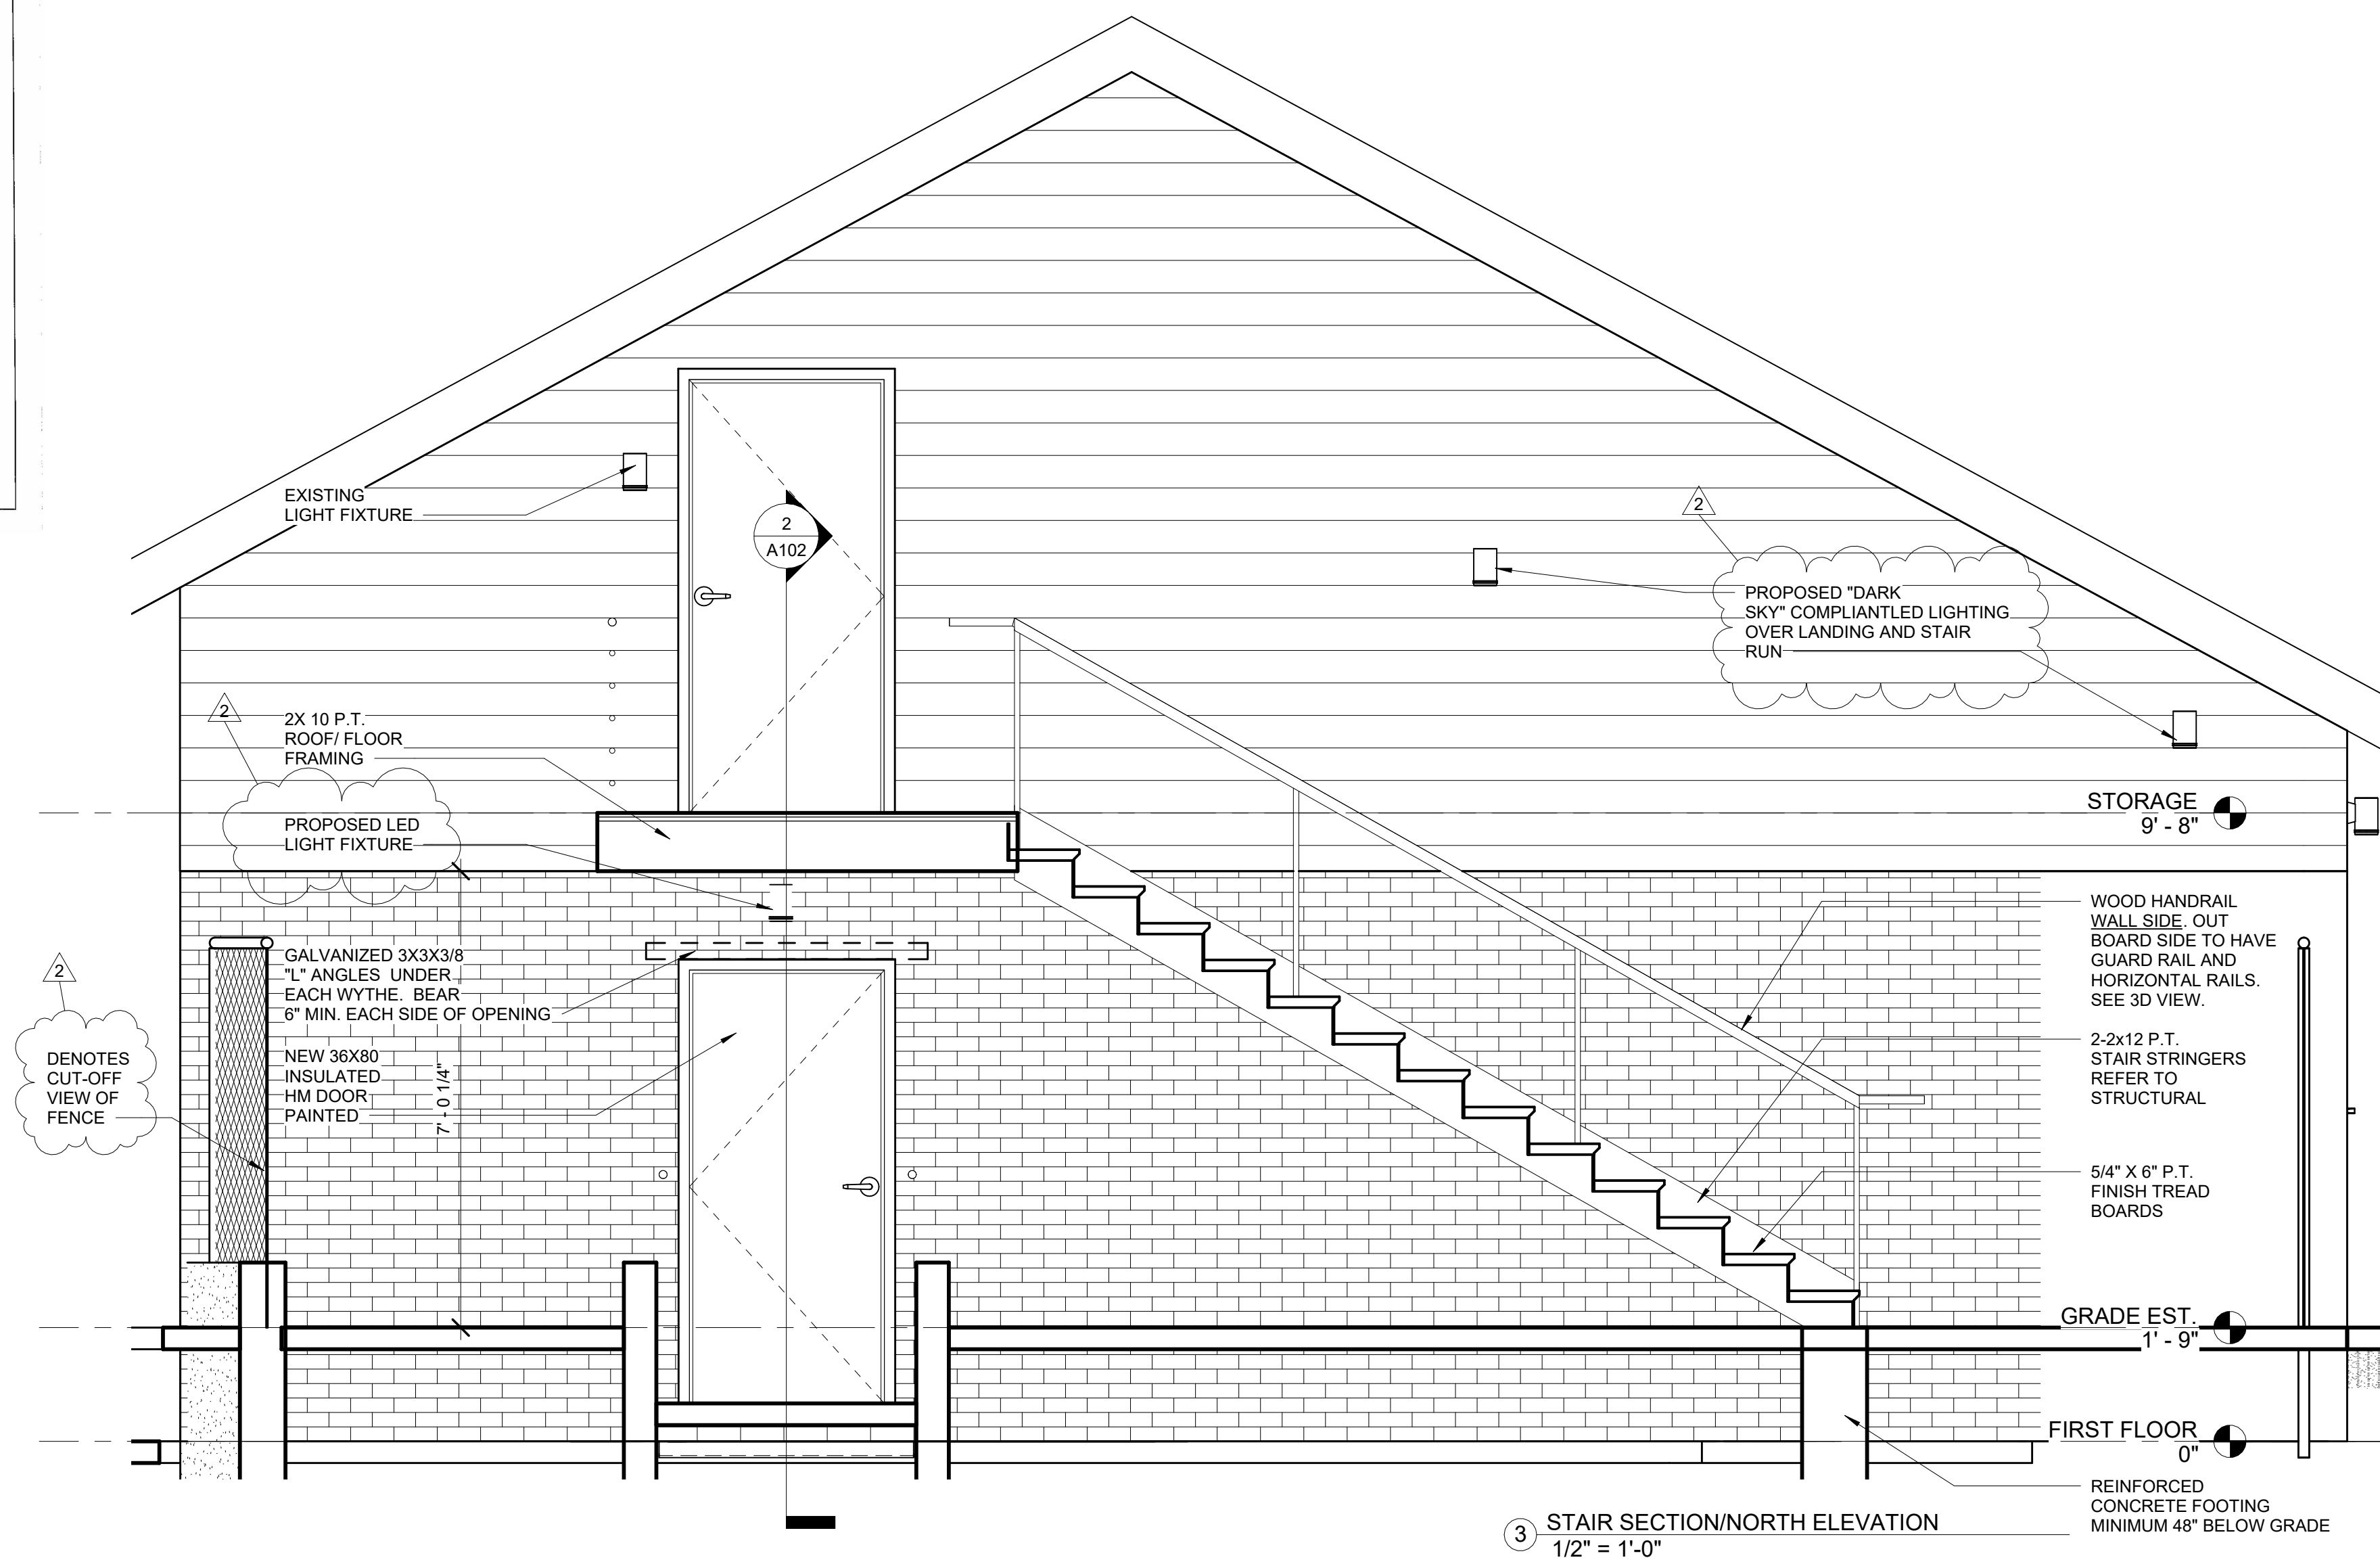 EXISTING
LIGHT FIXTURE
2
A102
2
PROPOSED "DARK
SKY" COMPLIANTLED LIGHTING
OVER LANDING AND STAIR
RUN
2
2X 10 P.T.
ROOF/ FLOOR
FRAMING
PROPOSED LED
LIGHT FIXTURE
STORAGE
9' - 8"
2
DENOTES
CUT-OFF
VIEW OF
FENCE
GALVANIZED 3X3X3/8
"L" ANGLES UNDER
EACH WYTHE. BEAR
6" MIN. EACH SIDE OF OPENING
NEW 36X80
INSULATED
HM DOOR
PAINTED
7' - 0 1/4"
WOOD HANDRAIL
WALL SIDE. OUT
BOARD SIDE TO HAVE
GUARD RAIL AND
HORIZONTAL RAILS.
SEE 3D VIEW.
2-2x12 P.T.
STAIR STRINGERS
REFER TO
STRUCTURAL
5/4" X 6" P.T.
FINISH TREAD
BOARDS
GRADE EST.
1' - 9"
FIRST FLOOR
0"
REINFORCED
CONCRETE FOOTING
MINIMUM 48" BELOW GRADE
3
STAIR SECTION/NORTH ELEVATION
1/2" = 1'-0"